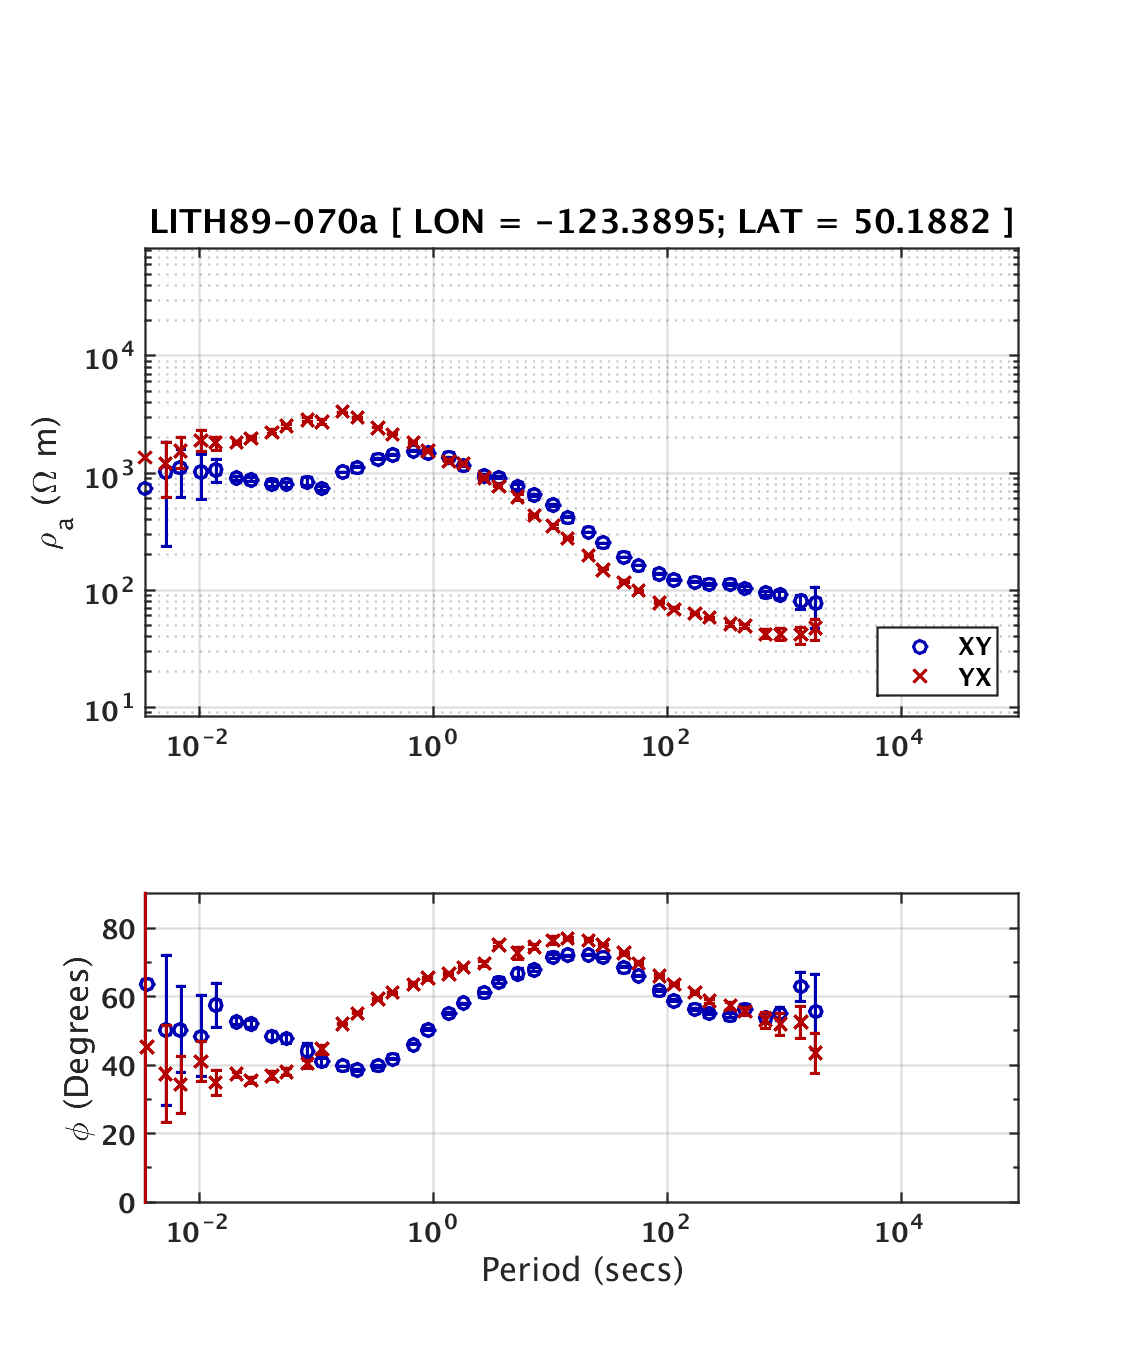 LITH89-070a [ LON = -123.3895; LAT = 50.1882 ]
ρa (Ω m)
10^4
10^3
10^2
10^1
XY
YX
10^-2 10^0 10^2 10^4
ϕ (Degrees)
80
60
40
20
0
10^-2 10^0 10^2 10^4
Period (secs)